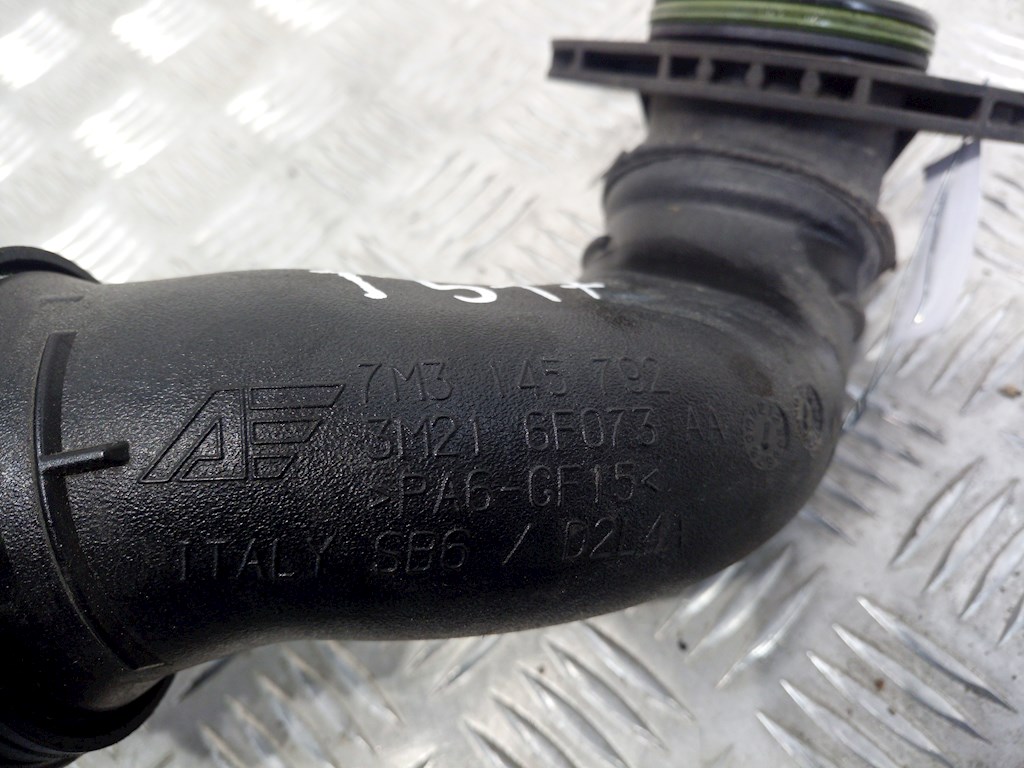 7M3 145 792
3M21 6F073 AA
>PA6-GF15<
ITALY SB6 / D2L41